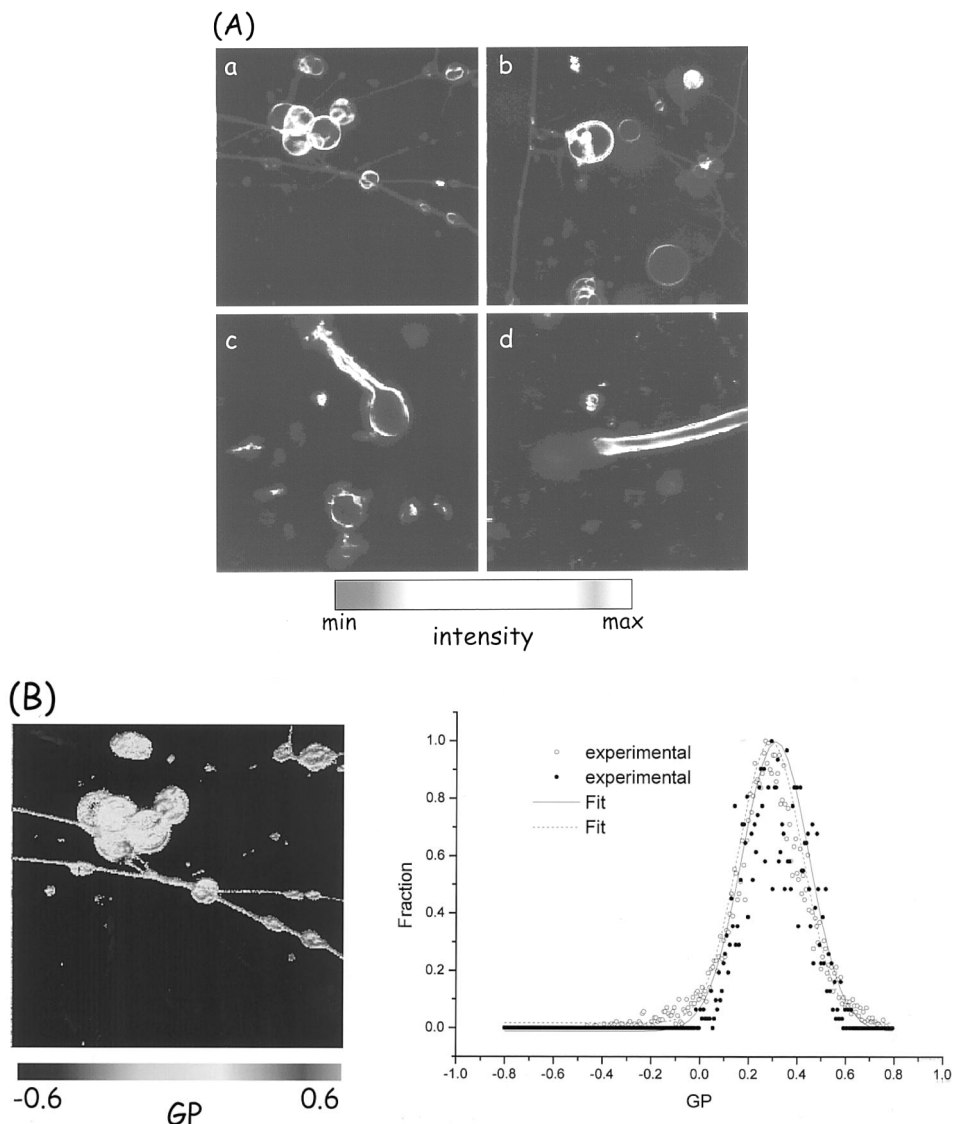 (A)
a
b
c
d
min
max
intensity
(B)
-0.6
0.6
GP
1.0
0.8
0.6
0.4
0.2
0.0
Fraction
experimental
experimental
Fit
Fit
-1.0 -0.8 -0.6 -0.4 -0.2 0.0 0.2 0.4 0.6 0.8 1.0
GP